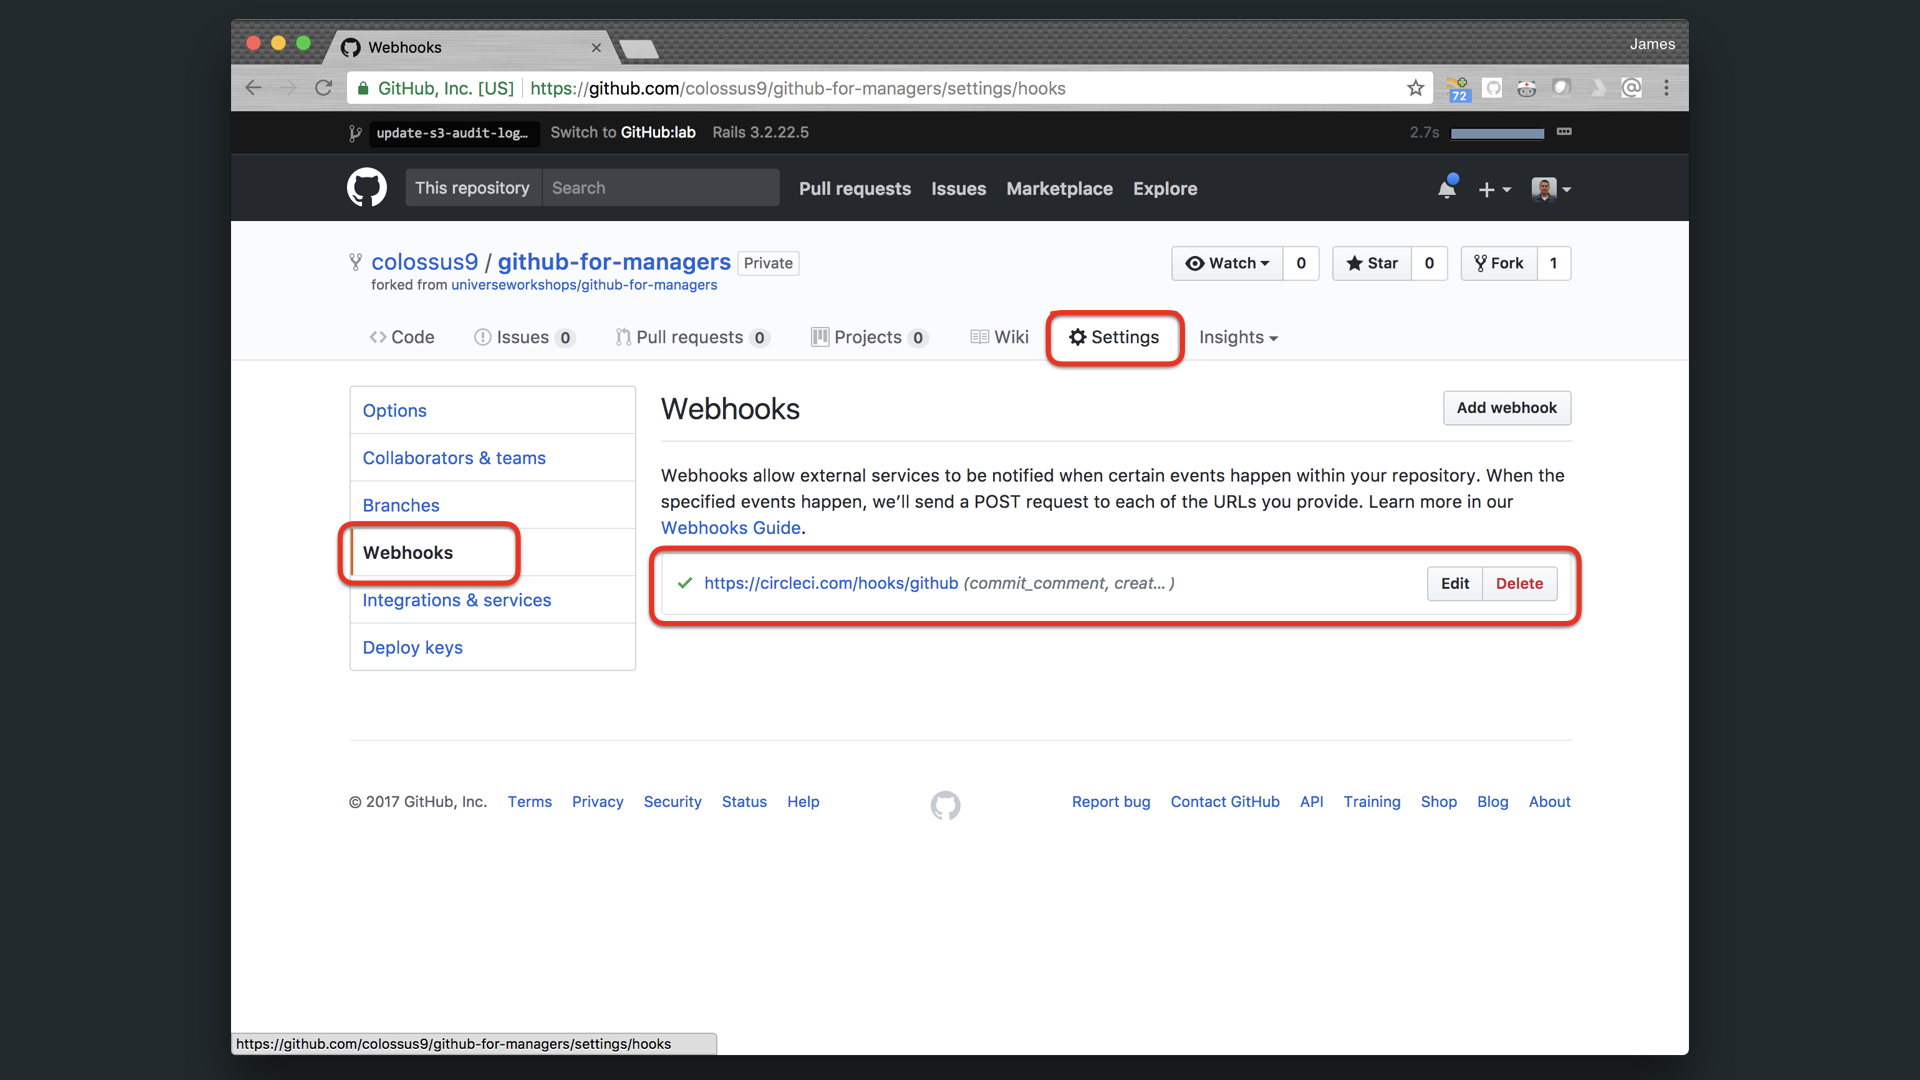 Webhooks
James
GitHub, Inc. [US] https://github.com/colossus9/github-for-managers/settings/hooks
72
update-s3-audit-log… Switch to GitHub:lab Rails 3.2.22.5 2.7s
This repository Search Pull requests Issues Marketplace Explore
colossus9 / github-for-managers Private Watch 0 Star 0 Fork 1
forked from universeworkshops/github-for-managers
Code Issues 0 Pull requests 0 Projects 0 Wiki Settings Insights
Options
Collaborators & teams
Branches
Webhooks
Integrations & services
Deploy keys
Webhooks Add webhook
Webhooks allow external services to be notified when certain events happen within your repository. When the
specified events happen, we’ll send a POST request to each of the URLs you provide. Learn more in our
Webhooks Guide.
https://circleci.com/hooks/github (commit_comment, creat… ) Edit Delete
© 2017 GitHub, Inc. Terms Privacy Security Status Help Report bug Contact GitHub API Training Shop Blog About
https://github.com/colossus9/github-for-managers/settings/hooks